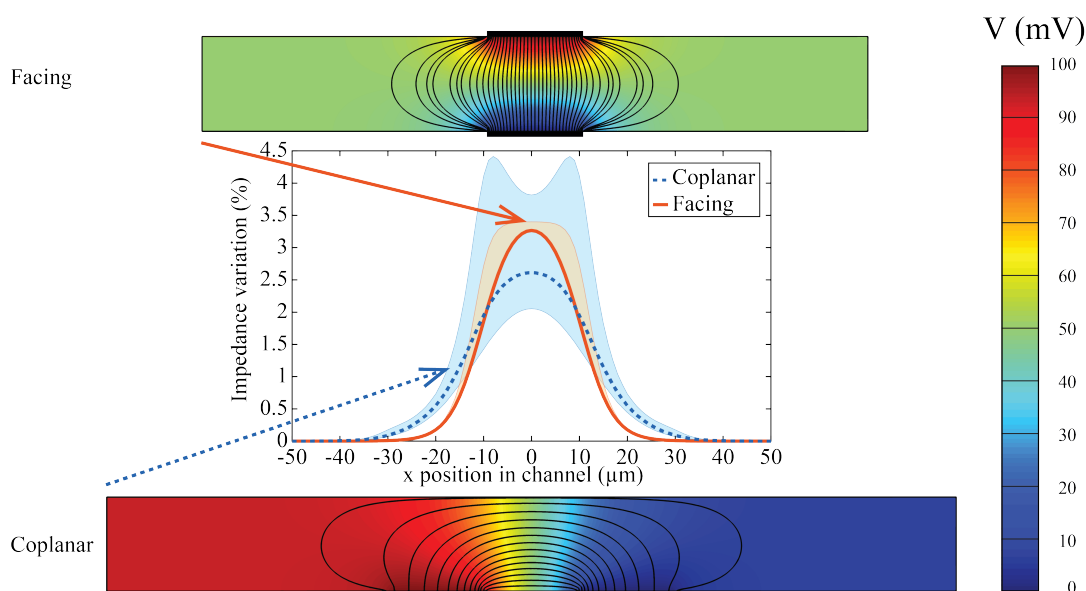 V (mV)
Facing
100
90
80
70
60
50
40
30
20
10
0
Impedance variation (%)
4.5
4
3.5
3
2.5
2
1.5
1
0.5
0
Coplanar
Facing
-50 -40 -30 -20 -10 0 10 20 30 40 50
x position in channel (μm)
Coplanar